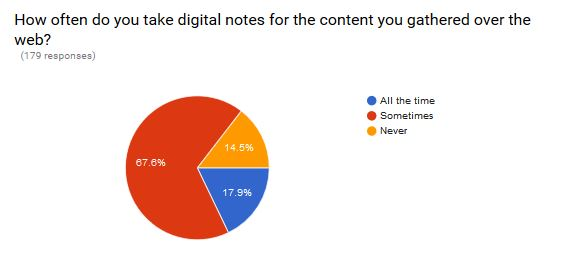 How often do you take digital notes for the content you gathered over the
web?
(179 responses)
All the time
Sometimes
Never
14.5%
67.6%
17.9%